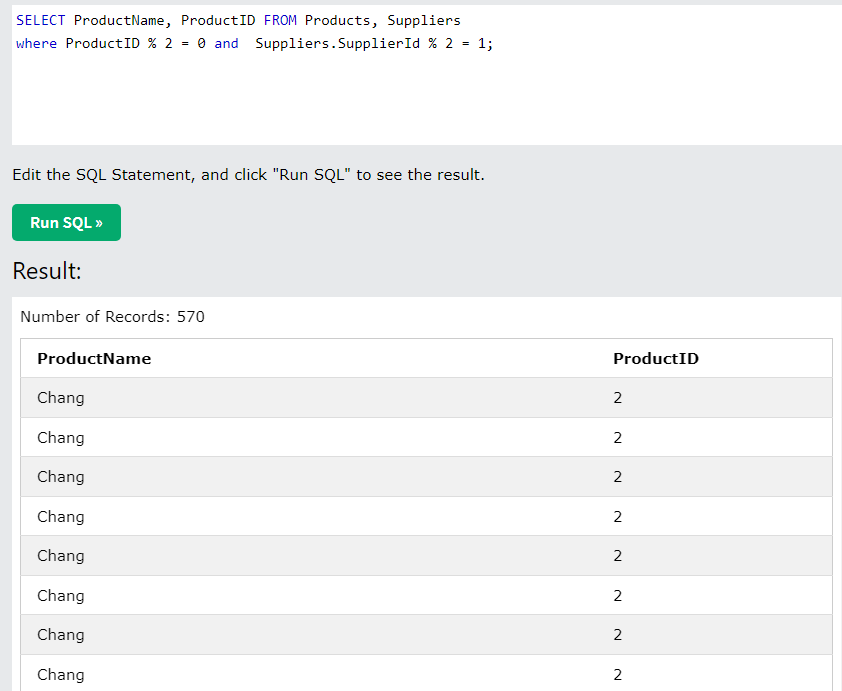 SELECT ProductName, ProductID FROM Products, Suppliers
where ProductID % 2 = 0 and  Suppliers.SupplierId % 2 = 1;
Edit the SQL Statement, and click "Run SQL" to see the result.
Run SQL »
Result:
Number of Records: 570
ProductName ProductID
Chang 2
Chang 2
Chang 2
Chang 2
Chang 2
Chang 2
Chang 2
Chang 2